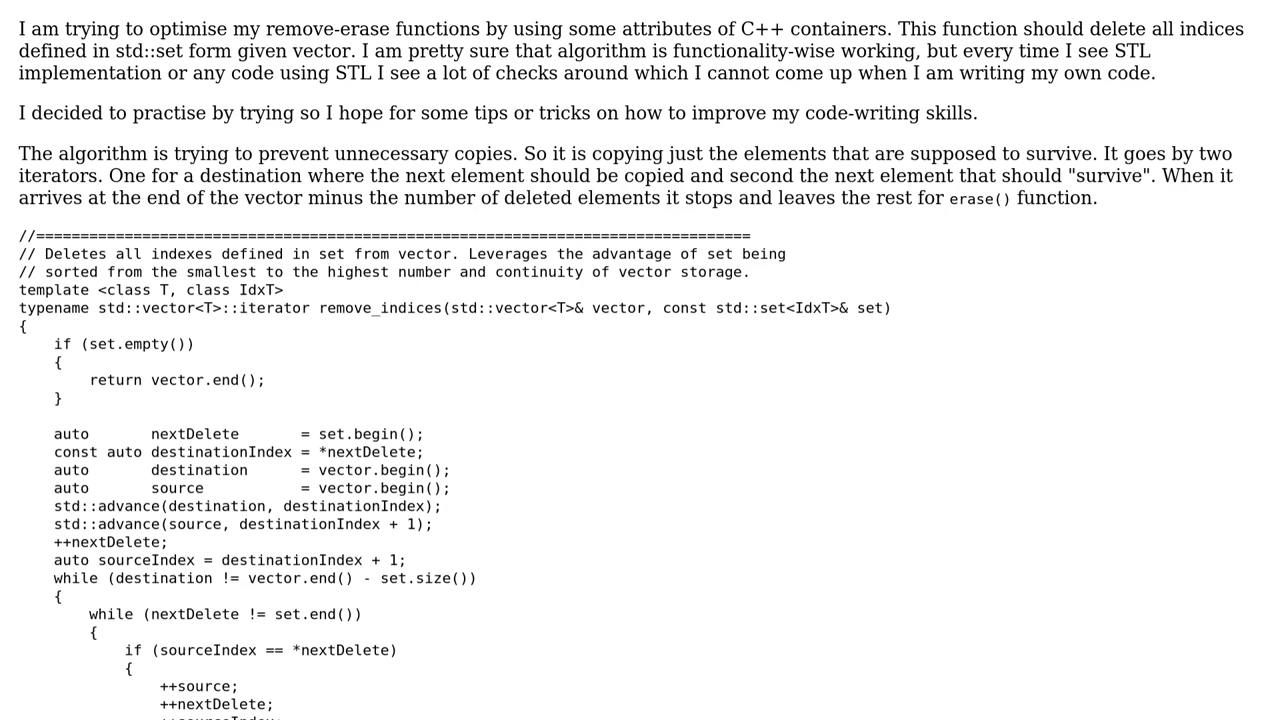 I am trying to optimise my remove-erase functions by using some attributes of C++ containers. This function should delete all indices
defined in std::set form given vector. I am pretty sure that algorithm is functionality-wise working, but every time I see STL
implementation or any code using STL I see a lot of checks around which I cannot come up when I am writing my own code.
I decided to practise by trying so I hope for some tips or tricks on how to improve my code-writing skills.
The algorithm is trying to prevent unnecessary copies. So it is copying just the elements that are supposed to survive. It goes by two
iterators. One for a destination where the next element should be copied and second the next element that should "survive". When it
arrives at the end of the vector minus the number of deleted elements it stops and leaves the rest for erase() function.
//=================================================================================
// Deletes all indexes defined in set from vector. Leverages the advantage of set being
// sorted from the smallest to the highest number and continuity of vector storage.
template <class T, class IdxT>
typename std::vector<T>::iterator remove_indices(std::vector<T>& vector, const std::set<IdxT>& set)
{
    if (set.empty())
    {
        return vector.end();
    }
    auto       nextDelete       = set.begin();
    const auto destinationIndex = *nextDelete;
    auto       destination      = vector.begin();
    auto       source           = vector.begin();
    std::advance(destination, destinationIndex);
    std::advance(source, destinationIndex + 1);
    ++nextDelete;
    auto sourceIndex = destinationIndex + 1;
    while (destination != vector.end() - set.size())
    {
        while (nextDelete != set.end())
        {
            if (sourceIndex == *nextDelete)
            {
                ++source;
                ++nextDelete;